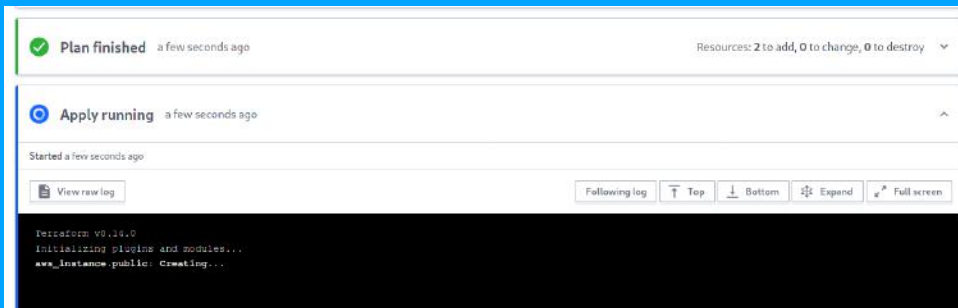 Plan finished a few seconds ago Resources: 2 to add, 0 to change, 0 to destroy
Apply running a few seconds ago
Started a few seconds ago
View raw log Following log Top Bottom Expand Full screen
Terraform v0.14.0
Initializing plugins and modules...
aws_instance.public: Creating...